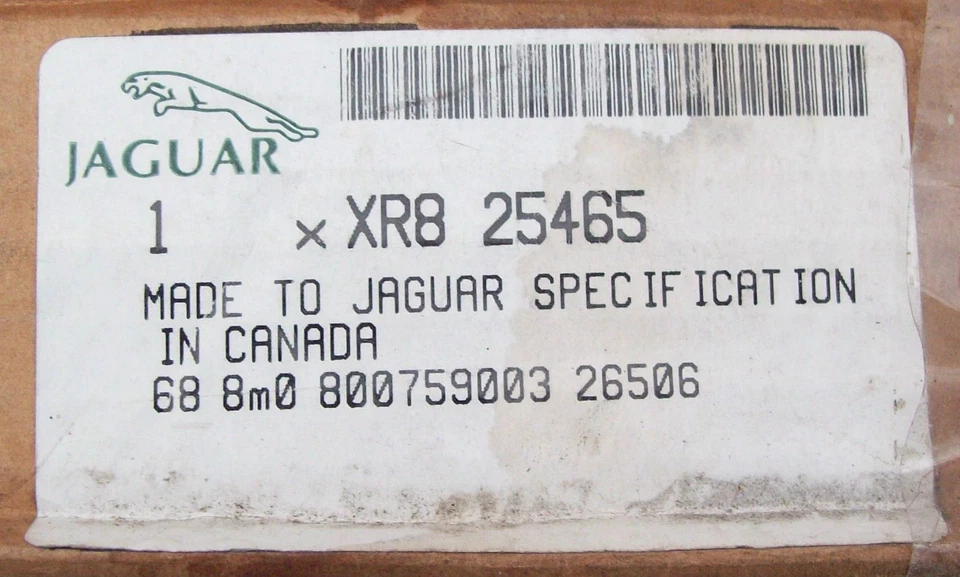 JAGUAR
1 × XR8 25465
MADE TO JAGUAR SPECIFICATION
IN CANADA
68 8m0 800759003 26506